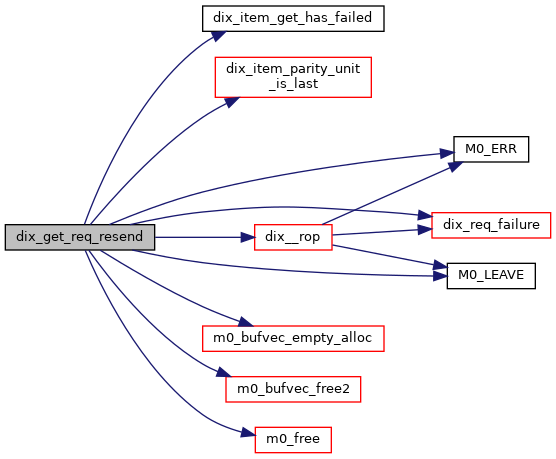 dix_item_get_has_failed
dix_item_parity_unit
_is_last
M0_ERR
dix_req_failure
dix_get_req_resend
dix__rop
M0_LEAVE
m0_bufvec_empty_alloc
m0_bufvec_free2
m0_free